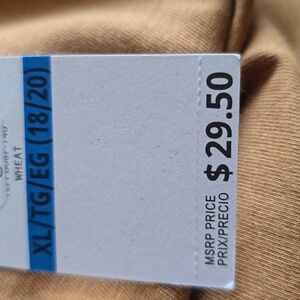 WHEAT
XL/TG/EG (18/20)
MSRP PRICE
PRIX/PRECIO $29.50